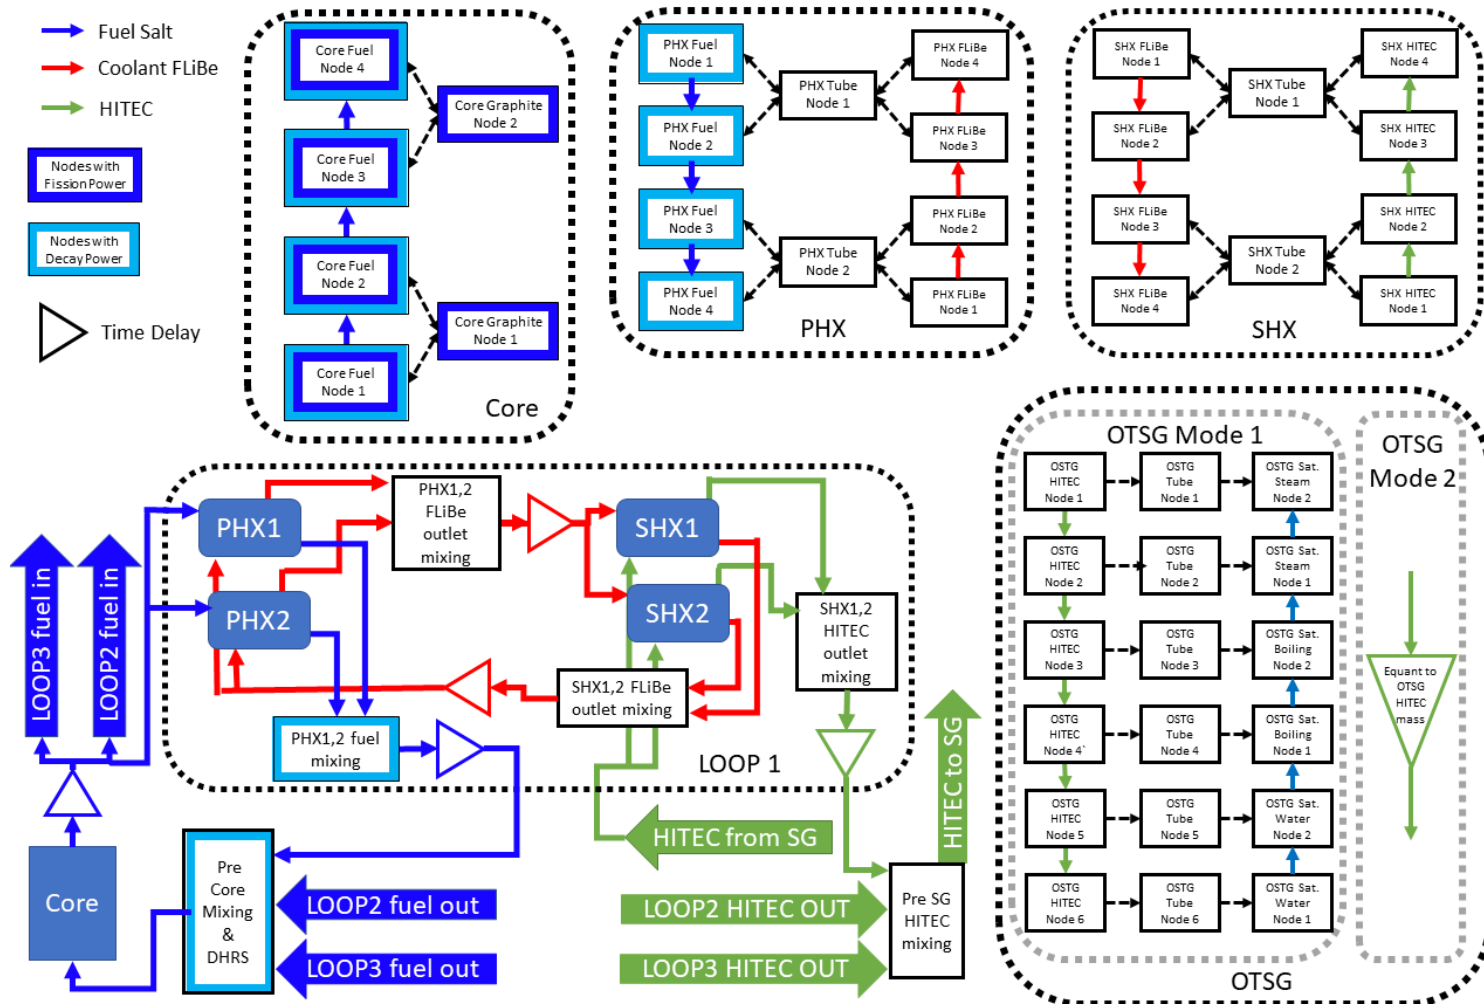 Fuel Salt
Coolant FLiBe
HITEC
Nodes with
Fission Power
Nodes with
Decay Power
Time Delay
Core Fuel
Node 4
Core Graphite
Node 2
Core Fuel
Node 3
Core Fuel
Node 2
Core Graphite
Node 1
Core Fuel
Node 1
Core
PHX Fuel
Node 1
PHX Fuel
Node 2
PHX Fuel
Node 3
PHX Fuel
Node 4
PHX Tube
Node 1
PHX Tube
Node 2
PHX FLiBe
Node 4
PHX FLiBe
Node 3
PHX FLiBe
Node 2
PHX FLiBe
Node 1
PHX
SHX FLiBe
Node 1
SHX FLiBe
Node 2
SHX FLiBe
Node 3
SHX FLiBe
Node 4
SHX Tube
Node 1
SHX Tube
Node 2
SHX HITEC
Node 4
SHX HITEC
Node 3
SHX HITEC
Node 2
SHX HITEC
Node 1
SHX
LOOP3 fuel in
LOOP2 fuel in
PHX1
PHX2
PHX1,2
FLiBe
outlet
mixing
SHX1
SHX2
SHX1,2
HITEC
outlet
mixing
SHX1,2 FLiBe
outlet mixing
PHX1,2 fuel
mixing
LOOP 1
HITEC from SG
HITEC to SG
Core
Pre
Core
Mixing
&
DHRS
LOOP2 fuel out
LOOP3 fuel out
LOOP2 HITEC OUT
LOOP3 HITEC OUT
Pre SG
HITEC
mixing
OTSG Mode 1
OSTG
HITEC
Node 1
OSTG
Tube
Node 1
OSTG Sat.
Steam
Node 2
OSTG
HITEC
Node 2
OSTG
Tube
Node 2
OSTG Sat.
Steam
Node 1
OSTG
HITEC
Node 3
OSTG
Tube
Node 3
OSTG Sat.
Boiling
Node 2
OSTG
HITEC
Node 4`
OSTG
Tube
Node 4
OSTG Sat.
Boiling
Node 1
OSTG
HITEC
Node 5
OSTG
Tube
Node 5
OSTG Sat.
Water
Node 2
OSTG
HITEC
Node 6
OSTG
Tube
Node 6
OSTG Sat.
Water
Node 1
OTSG
Mode 2
Equant to
OTSG
HITEC
mass
OTSG